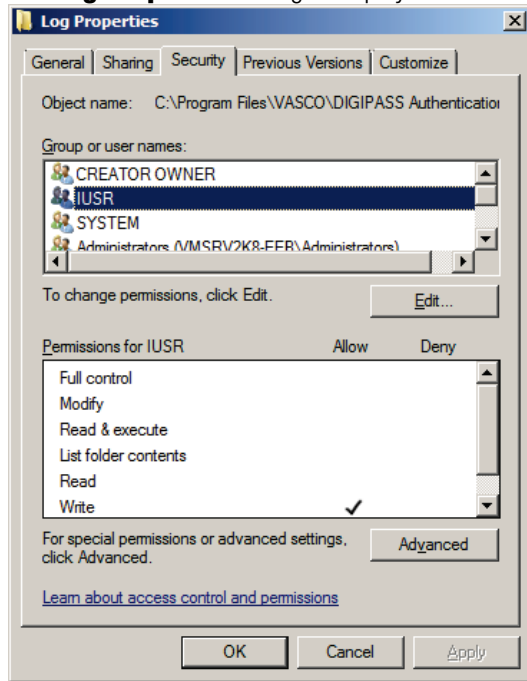 Log Properties
General Sharing Security Previous Versions Customize
Object name: C:\Program Files\VASCO\DIGIPASS Authentication
Group or user names:
CREATOR OWNER
IUSR
SYSTEM
Administrators (VMSRV2K8-EFB\Administrators)
To change permissions, click Edit. Edit...
Permissions for IUSR Allow Deny
Full control
Modify
Read & execute
List folder contents
Read
Write
For special permissions or advanced settings, click Advanced. Advanced
Learn about access control and permissions
OK Cancel Apply